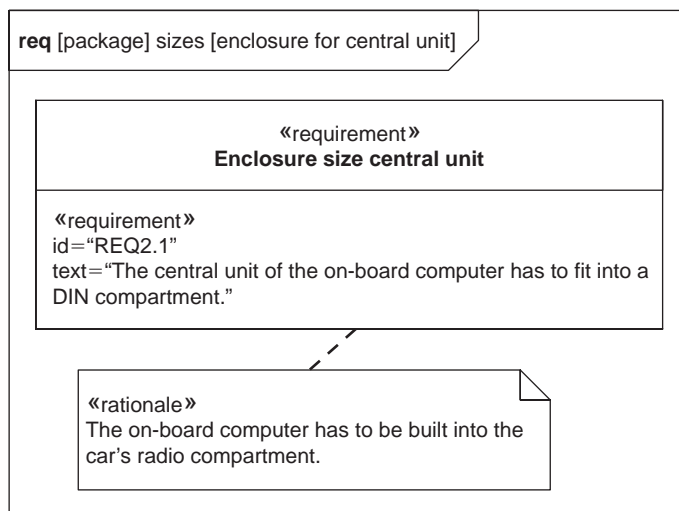 req [package] sizes [enclosure for central unit]
«requirement»
Enclosure size central unit
«requirement»
id=“REQ2.1”
text=“The central unit of the on-board computer has to fit into a
DIN compartment.”
«rationale»
The on-board computer has to be built into the
car’s radio compartment.